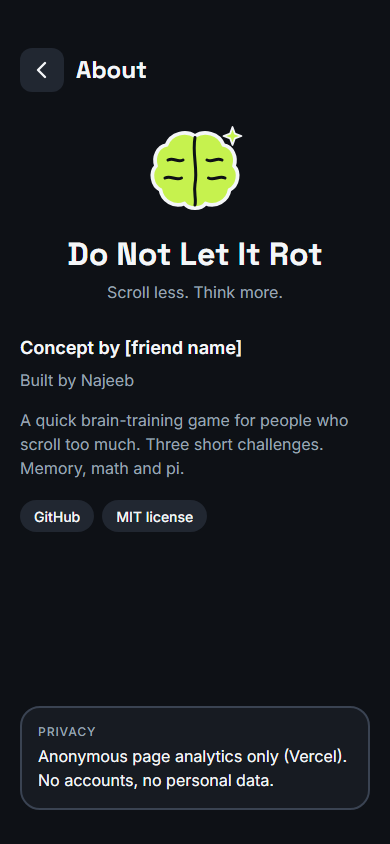 About
Do Not Let It Rot
Scroll less. Think more.
Concept by [friend name]
Built by Najeeb
A quick brain-training game for people who
scroll too much. Three short challenges.
Memory, math and pi.
GitHub
MIT license
PRIVACY
Anonymous page analytics only (Vercel).
No accounts, no personal data.